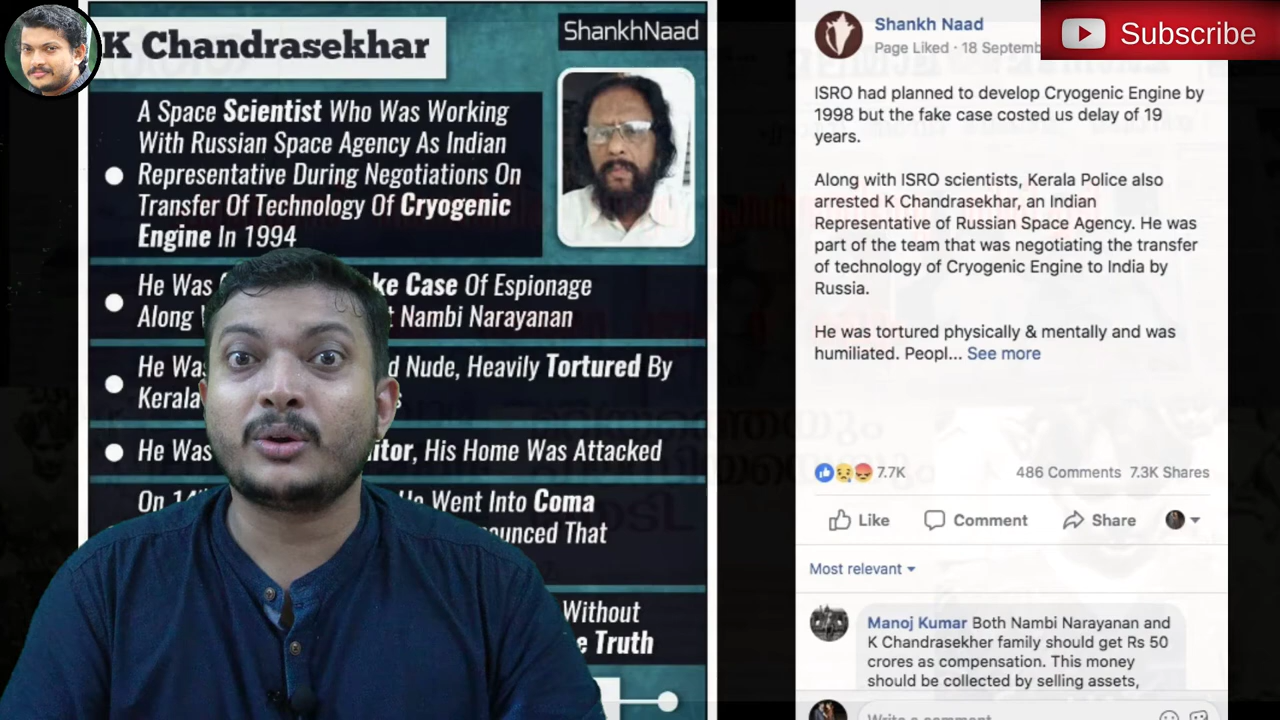 K Chandrasekhar
ShankhNaad
A Space Scientist Who Was Working
With Russian Space Agency As Indian
Representative During Negotiations On
Transfer Of Technology Of Cryogenic
Engine In 1994
He Was ke Case Of Espionage
Along t Nambi Narayanan
He Was d Nude, Heavily Tortured By
Kerala
He Was itor, His Home Was Attacked
On 14 He Went Into Coma
ounced That
Without
e Truth
Shankh Naad
Page Liked · 18 Septemb
Subscribe
ISRO had planned to develop Cryogenic Engine by
1998 but the fake case costed us delay of 19
years.
Along with ISRO scientists, Kerala Police also
arrested K Chandrasekhar, an Indian
Representative of Russian Space Agency. He was
part of the team that was negotiating the transfer
of technology of Cryogenic Engine to India by
Russia.
He was tortured physically & mentally and was
humiliated. Peopl... See more
7.7K 486 Comments 7.3K Shares
Like Comment Share
Most relevant
Manoj Kumar Both Nambi Narayanan and
K Chandrasekher family should get Rs 50
crores as compensation. This money
should be collected by selling assets,
Write a comment